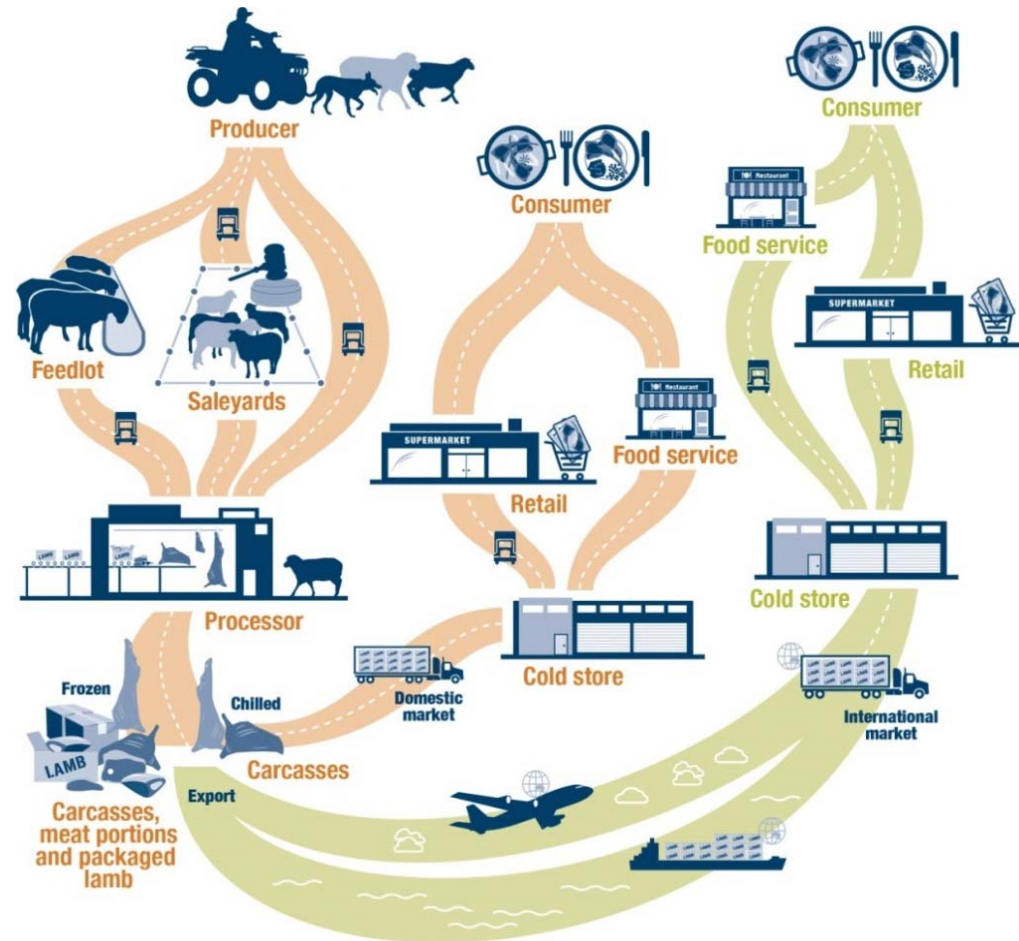 Producer
Feedlot
Saleyards
LAMB
LAMB
LAMB
Processor
Frozen
Chilled
LAMB
Carcasses,
meat portions
and packaged
lamb
Carcasses
Export
Domestic
market
Consumer
SUPERMARKET
Retail
Restaurant
Food service
Cold store
Consumer
Restaurant
Food service
SUPERMARKET
Retail
Cold store
International
market